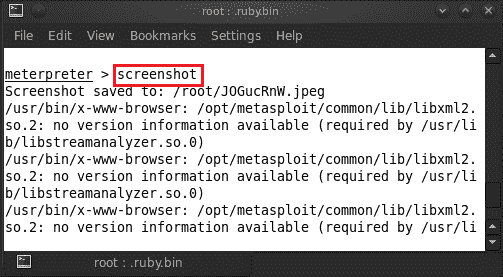 root : .ruby.bin
File Edit View Bookmarks Settings Help
meterpreter > screenshot
Screenshot saved to: /root/JOGucRnW.jpeg
/usr/bin/x-www-browser: /opt/metasploit/common/lib/libxml2.
so.2: no version information available (required by /usr/li
b/libstreamanalyzer.so.0)
/usr/bin/x-www-browser: /opt/metasploit/common/lib/libxml2.
so.2: no version information available (required by /usr/li
b/libstreamanalyzer.so.0)
/usr/bin/x-www-browser: /opt/metasploit/common/lib/libxml2.
so.2: no version information available (required by /usr/li
root : .ruby.bin